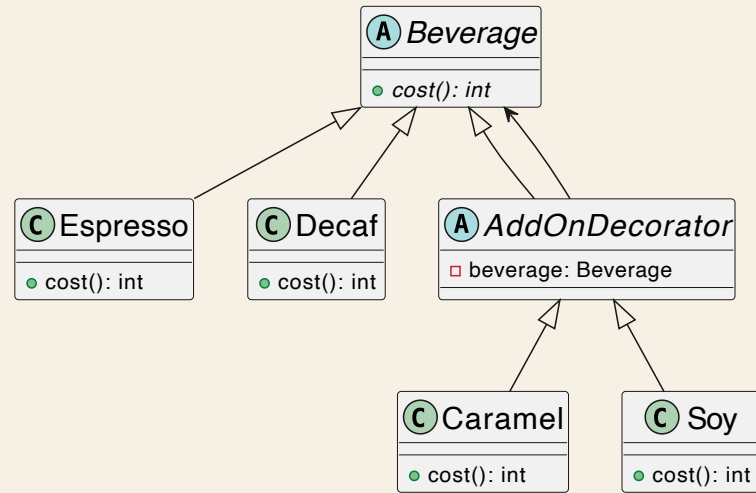 A Beverage
cost(): int
C Espresso
cost(): int
C Decaf
cost(): int
A AddOnDecorator
beverage: Beverage
C Caramel
cost(): int
C Soy
cost(): int